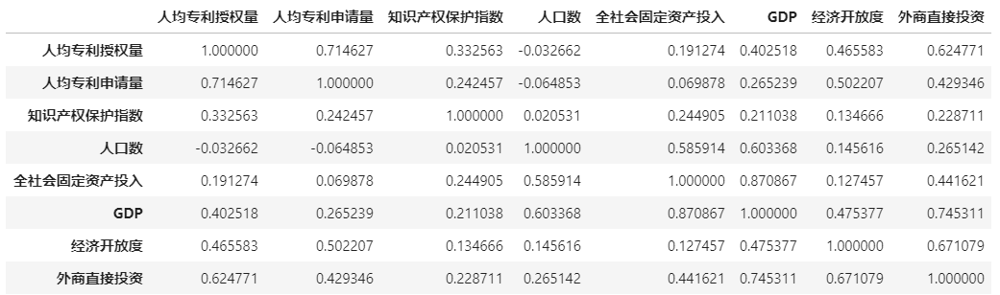 人均专利授权量 人均专利申请量 知识产权保护指数 人口数 全社会固定资产投入 GDP 经济开放度 外商直接投资
人均专利授权量 1.000000 0.714627 0.332563 -0.032662 0.191274 0.402518 0.465583 0.624771
人均专利申请量 0.714627 1.000000 0.242457 -0.064853 0.069878 0.265239 0.502207 0.429346
知识产权保护指数 0.332563 0.242457 1.000000 0.020531 0.244905 0.211038 0.134666 0.228711
人口数 -0.032662 -0.064853 0.020531 1.000000 0.585914 0.603368 0.145616 0.265142
全社会固定资产投入 0.191274 0.069878 0.244905 0.585914 1.000000 0.870867 0.127457 0.441621
GDP 0.402518 0.265239 0.211038 0.603368 0.870867 1.000000 0.475377 0.745311
经济开放度 0.465583 0.502207 0.134666 0.145616 0.127457 0.475377 1.000000 0.671079
外商直接投资 0.624771 0.429346 0.228711 0.265142 0.441621 0.745311 0.671079 1.000000